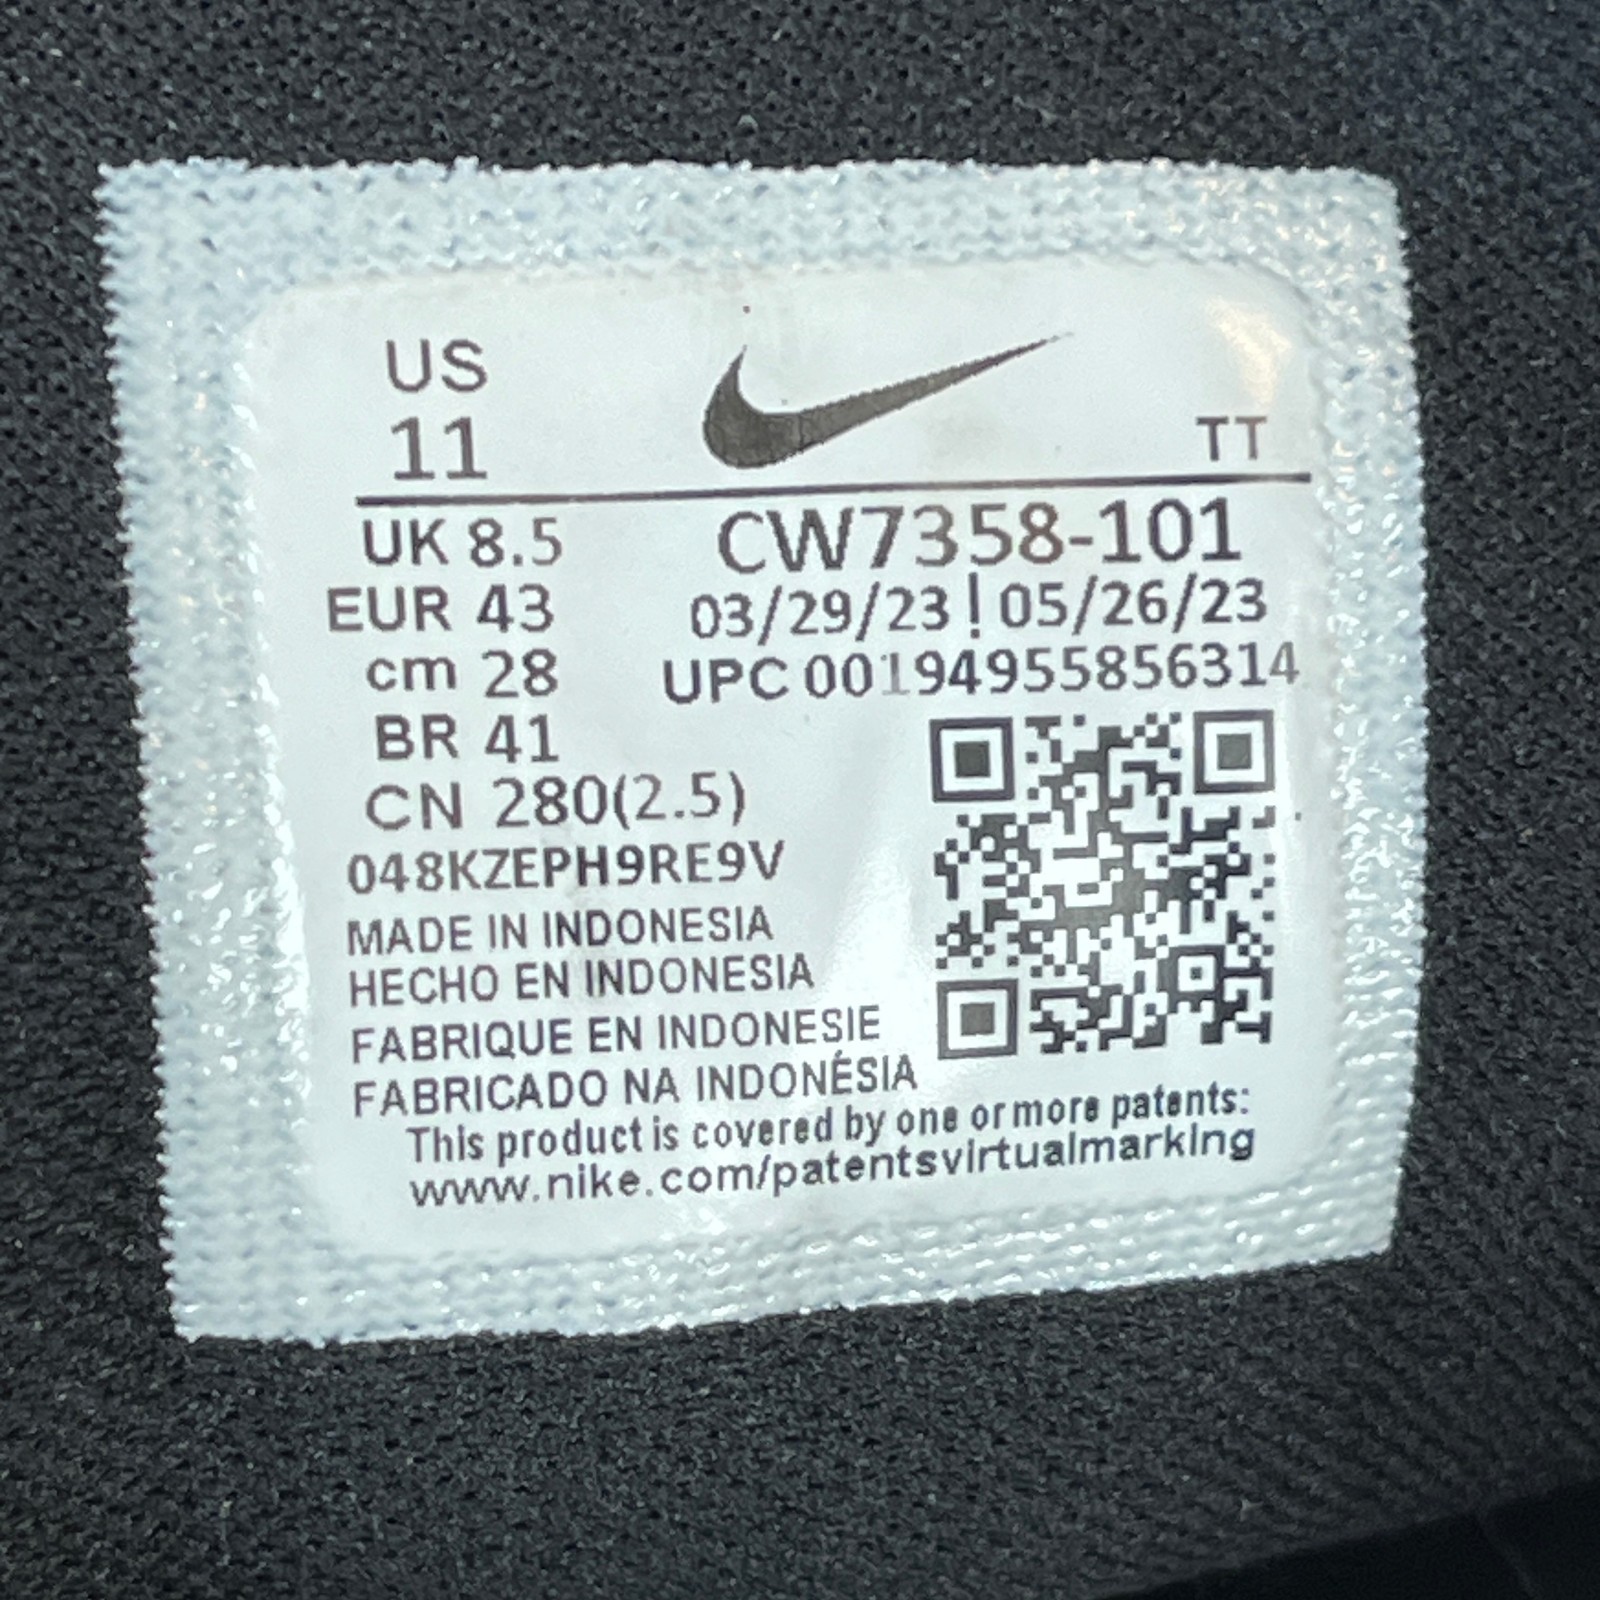 US
11
TT
UK 8.5
CW7358-101
EUR 43
03/29/23 | 05/26/23
cm 28
UPC 00194955856314
BR 41
CN 280(2.5)
048KZEPH9RE9V
MADE IN INDONESIA
HECHO EN INDONESIA
FABRIQUE EN INDONESIE
FABRICADO NA INDONÉSIA
This product is covered by one or more patents:
www.nike.com/patentsvirtualmarking